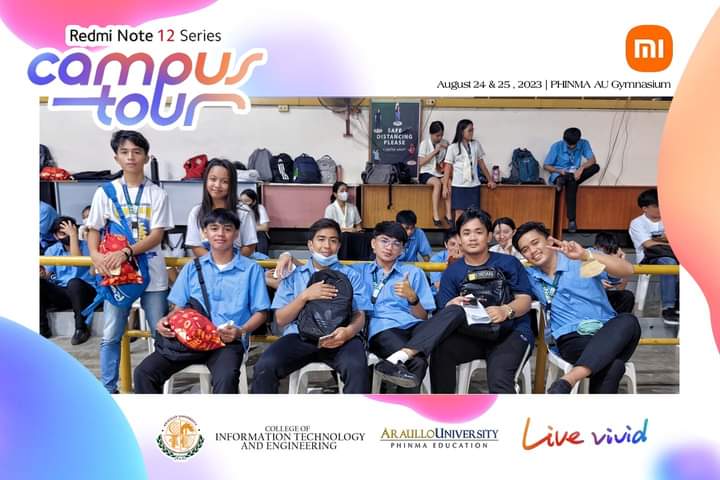 Redmi Note 12 Series
campus
tour
mi
August 24 & 25 , 2023 | PHINMA AU Gymnasium
SAFE
DISTANCING
PLEASE
COLLEGE OF
INFORMATION TECHNOLOGY
AND ENGINEERING
ARAULLO UNIVERSITY
PHINMA EDUCATION
Live vivid